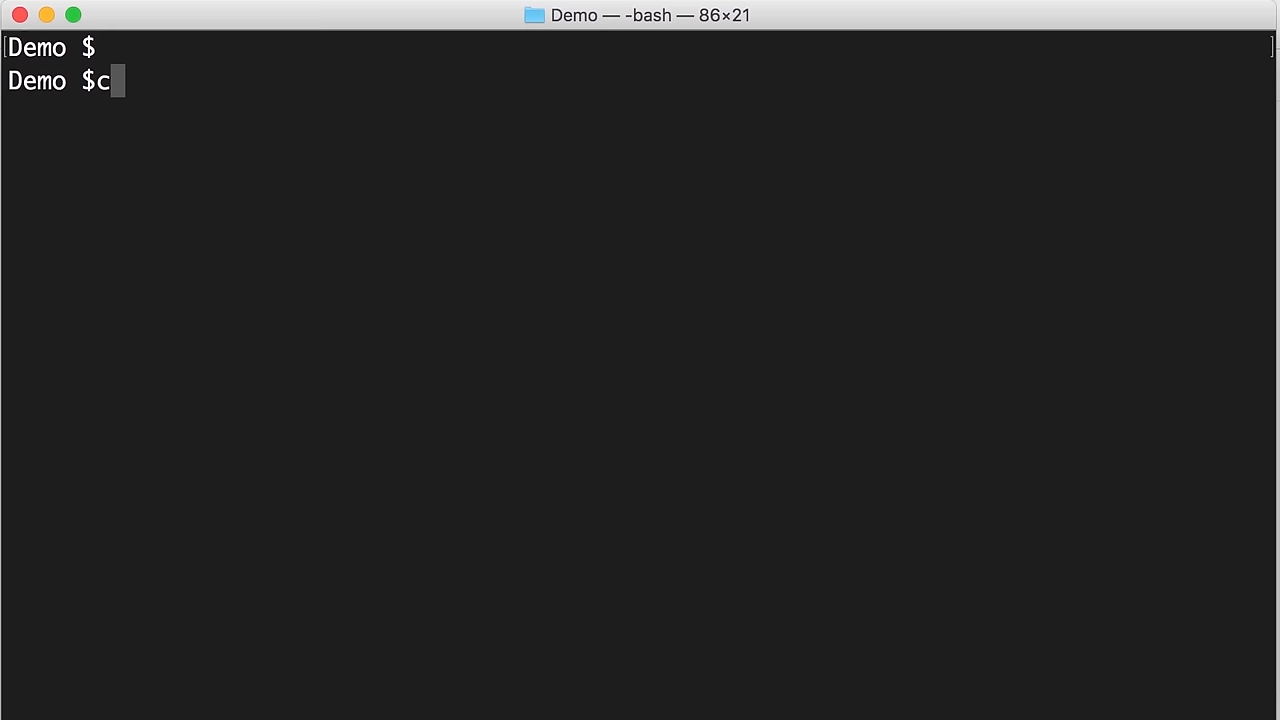 Demo — -bash — 86×21
Demo $
Demo $c